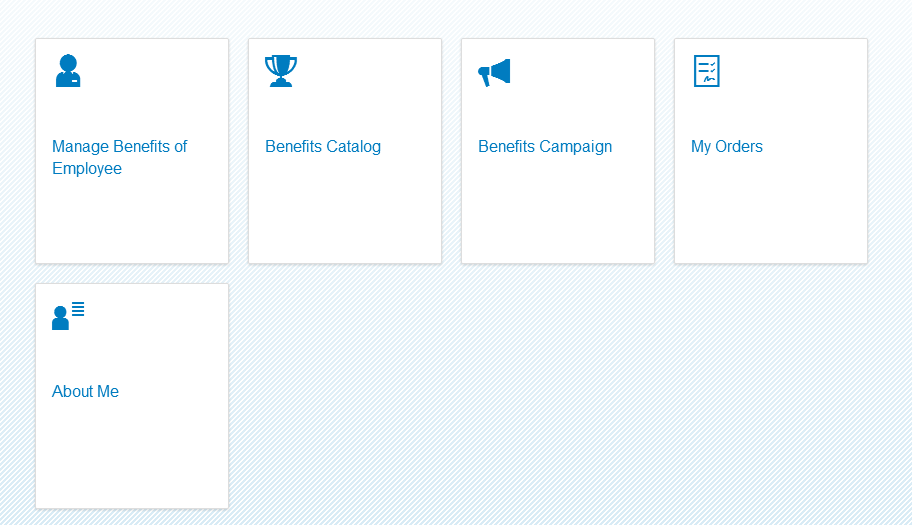 Manage Benefits of
Employee
Benefits Catalog
Benefits Campaign
My Orders
About Me